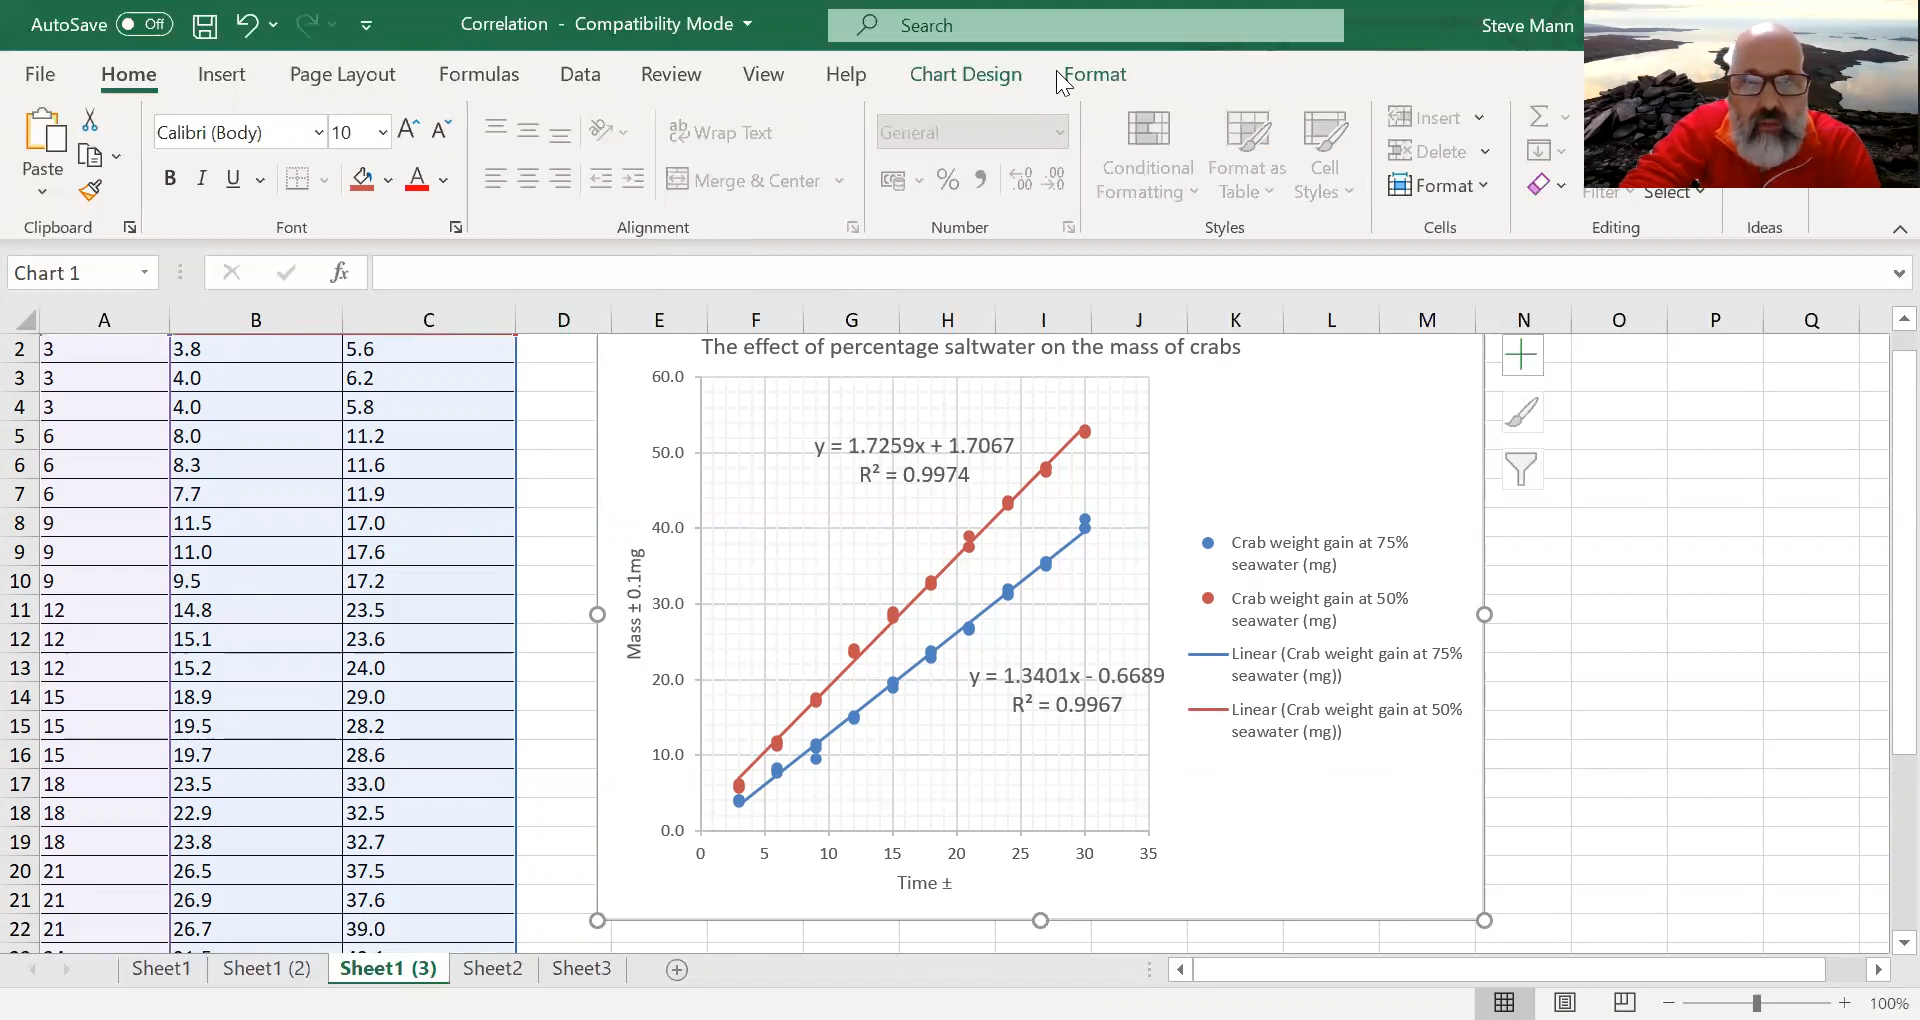 AutoSave Off Correlation - Compatibility Mode Search Steve Mann
File Home Insert Page Layout Formulas Data Review View Help Chart Design Format
Paste
Calibri (Body) 10 A A
B I U A
Clipboard
Font
ab Wrap Text
Merge & Center
Alignment
General
% 9 .00 .00
Number
Conditional Formatting
Format as Table
Cell Styles
Styles
Insert
Delete
Format
Cells
Filter Select
Editing
Ideas
Chart 1 fx
A B C D E F G H I J K L M N O P Q
2 3 3.8 5.6
3 3 4.0 6.2
4 3 4.0 5.8
5 6 8.0 11.2
6 6 8.3 11.6
7 6 7.7 11.9
8 9 11.5 17.0
9 9 11.0 17.6
10 9 9.5 17.2
11 12 14.8 23.5
12 12 15.1 23.6
13 12 15.2 24.0
14 15 18.9 29.0
15 15 19.5 28.2
16 15 19.7 28.6
17 18 23.5 33.0
18 18 22.9 32.5
19 18 23.8 32.7
20 21 26.5 37.5
21 21 26.9 37.6
22 21 26.7 39.0
The effect of percentage saltwater on the mass of crabs
60.0
50.0
40.0
30.0
20.0
10.0
0.0
Mass ± 0.1mg
y = 1.7259x + 1.7067
R² = 0.9974
y = 1.3401x - 0.6689
R² = 0.9967
0 5 10 15 20 25 30 35
Time ±
Crab weight gain at 75%
seawater (mg)
Crab weight gain at 50%
seawater (mg)
Linear (Crab weight gain at 75%
seawater (mg))
Linear (Crab weight gain at 50%
seawater (mg))
Sheet1 Sheet1 (2) Sheet1 (3) Sheet2 Sheet3
100%